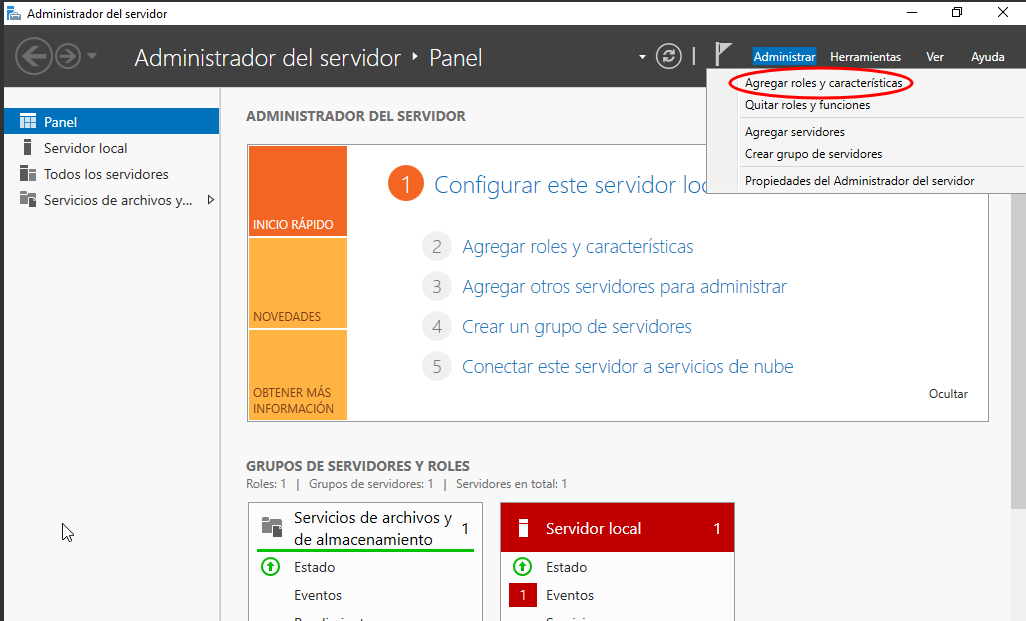 Administrador del servidor
Administrador del servidor ‣ Panel
Administrar Herramientas Ver Ayuda
Agregar roles y características
Quitar roles y funciones
Agregar servidores
Crear grupo de servidores
Propiedades del Administrador del servidor
Panel
Servidor local
Todos los servidores
Servicios de archivos y...
ADMINISTRADOR DEL SERVIDOR
INICIO RÁPIDO
NOVEDADES
OBTENER MÁS
INFORMACIÓN
1 Configurar este servidor
2 Agregar roles y características
3 Agregar otros servidores para administrar
4 Crear un grupo de servidores
5 Conectar este servidor a servicios de nube
Ocultar
GRUPOS DE SERVIDORES Y ROLES
Roles: 1 | Grupos de servidores: 1 | Servidores en total: 1
Servicios de archivos y
de almacenamiento
1
Estado
Eventos
Servidor local 1
Estado
1 Eventos